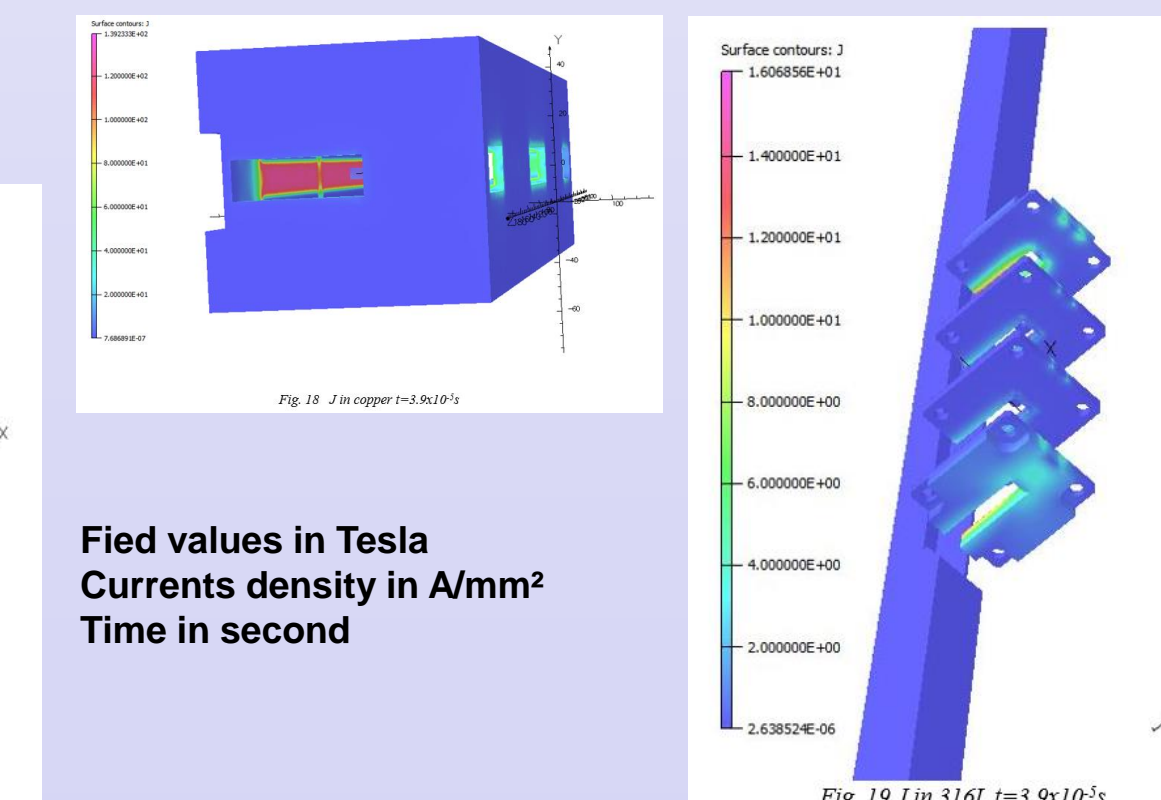 Surface contours: J
1.392333E+02
1.200000E+02
1.000000E+02
8.000000E+01
6.000000E+01
4.000000E+01
2.000000E+01
7.686891E-07
Y
40
20
0
100
-40
-60
Fig. 18 J in copper t=3.9x10-⁵s
X
Fied values in Tesla
Currents density in A/mm²
Time in second
Surface contours: J
1.606856E+01
1.400000E+01
1.200000E+01
1.000000E+01
8.000000E+00
6.000000E+00
4.000000E+00
2.000000E+00
2.638524E-06
X
Fig. 19 J in 316L t=3.9x10-⁵s